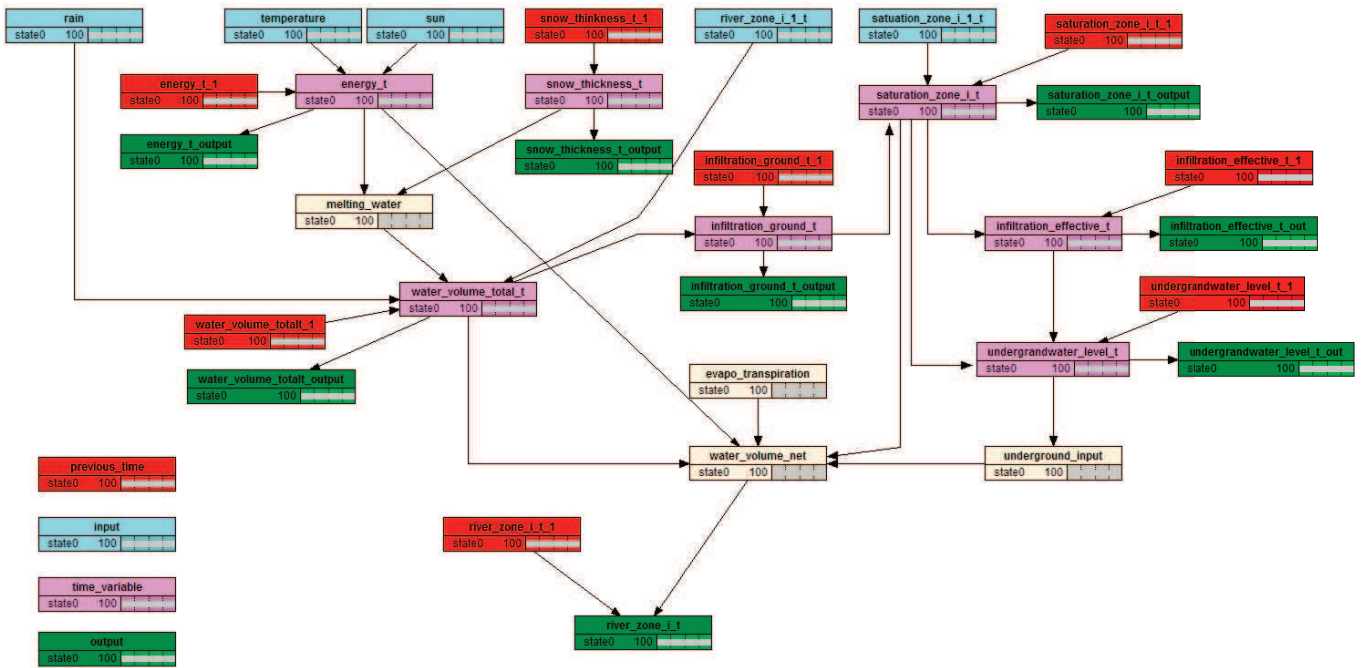 rain
state0 100
temperature
state0 100
sun
state0 100
snow_thinkness_t_1
state0 100
river_zone_i_1_t
state0 100
satuation_zone_i_1_t
state0 100
saturation_zone_i_t_1
state0 100
energy_t_1
state0 100
energy_t
state0 100
snow_thickness_t
state0 100
saturation_zone_i_t
state0 100
saturation_zone_i_t_output
state0 100
energy_t_output
state0 100
snow_thickness_t_output
state0 100
infiltration_ground_t_1
state0 100
infiltration_effective_t_1
state0 100
melting_water
state0 100
infiltration_ground_t
state0 100
infiltration_effective_t
state0 100
infiltration_effective_t_out
state0 100
water_volume_total_t
state0 100
infiltration_ground_t_output
state0 100
undergrandwater_level_t_1
state0 100
water_volume_totalt_1
state0 100
undergrandwater_level_t
state0 100
undergrandwater_level_t_out
state0 100
water_volume_totalt_output
state0 100
evapo_transpiration
state0 100
water_volume_net
state0 100
underground_input
state0 100
previous_time
state0 100
input
state0 100
river_zone_i_t_1
state0 100
time_variable
state0 100
river_zone_i_t
state0 100
output
state0 100